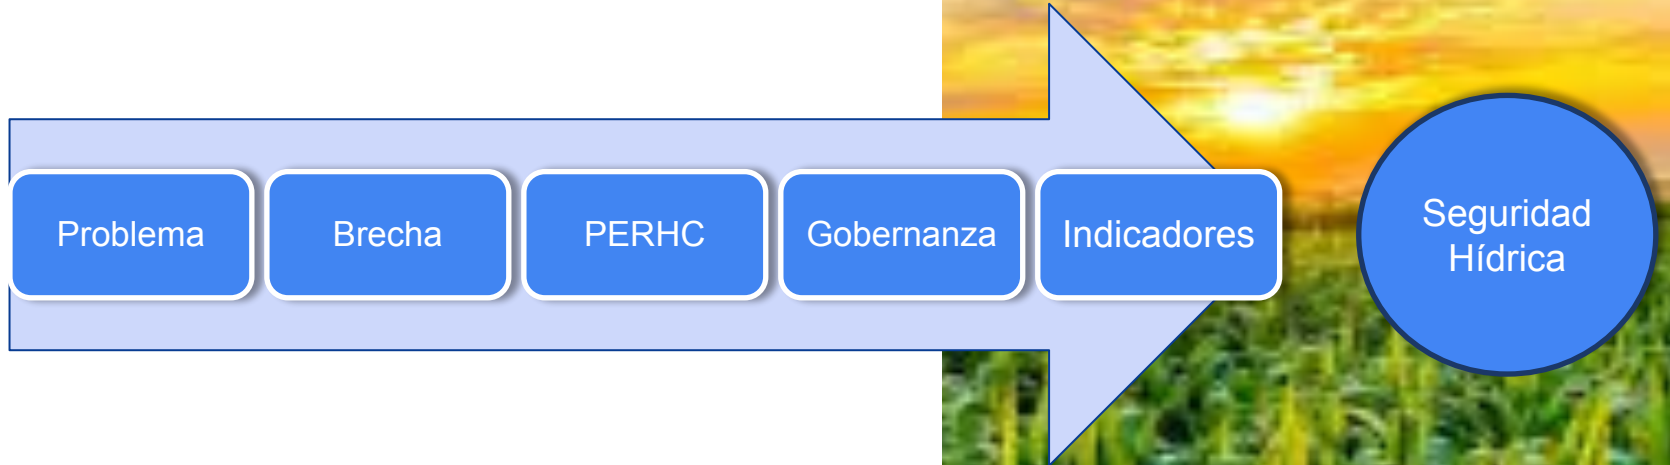 Problema
Brecha
PERHC
Gobernanza
Indicadores
Seguridad
Hídrica